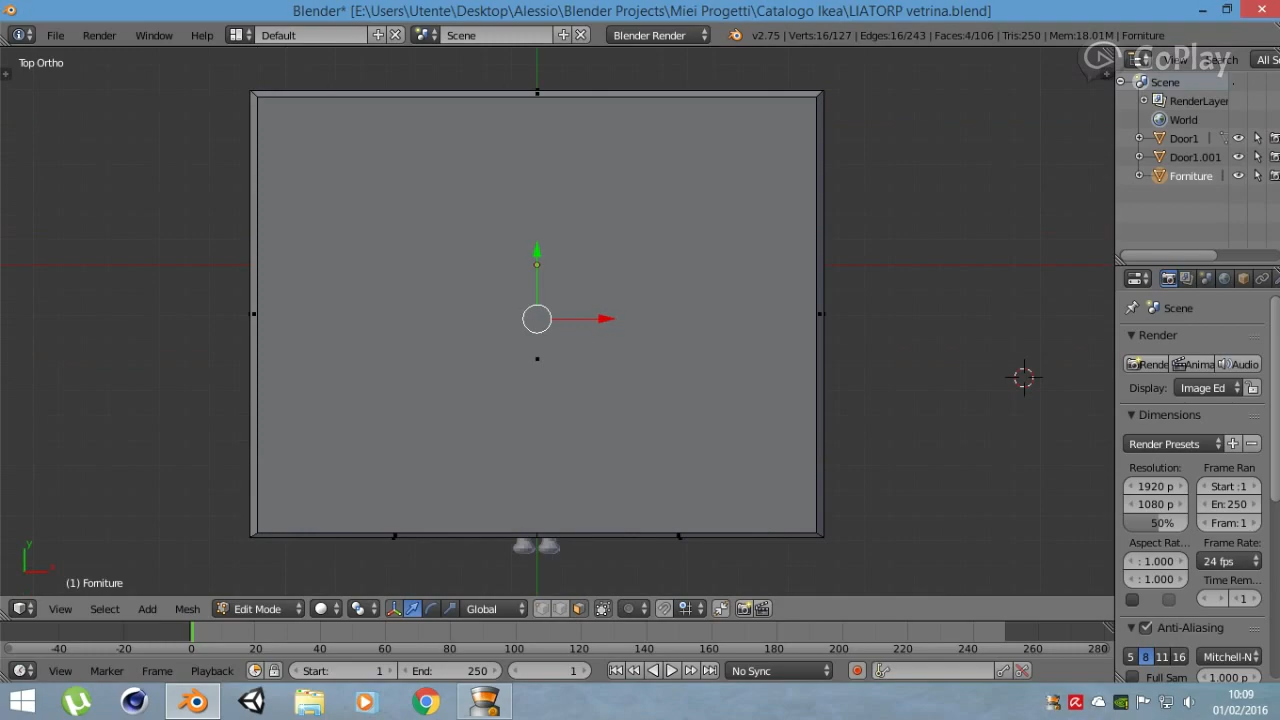 Blender* [E:\Users\Utente\Desktop\Alessio\Blender Projects\Miei Progetti\Catalogo Ikea\LIATORP vetrina.blend]
File Render Window Help Default Scene Blender Render v2.75 | Verts:16/127 | Edges:16/243 | Faces:4/106 | Tris:250 | Mem:18.01M | Forniture
Top Ortho
GoPlay
View Search All S
Scene
RenderLayer
World
Door1
Door1.001
Forniture
Scene
Render
Rende Anima Audio
Display: Image Ed
Dimensions
Render Presets
Resolution: Frame Ran
1920 p Start :1
1080 p En: 250
50% Fram: 1
Aspect Rat.. Frame Rate:
: 1.000 24 fps
: 1.000 Time Rem...
1
Anti-Aliasing
5 8 11 16 Mitchell-N
Full Sam : 1.000 p
y
x
(1) Forniture
View Select Add Mesh Edit Mode Global
-40 -20 0 20 40 60 80 100 120 140 160 180 200 220 240 260 280
View Marker Frame Playback Start: 1 End: 250 1 No Sync
10:09
01/02/2016